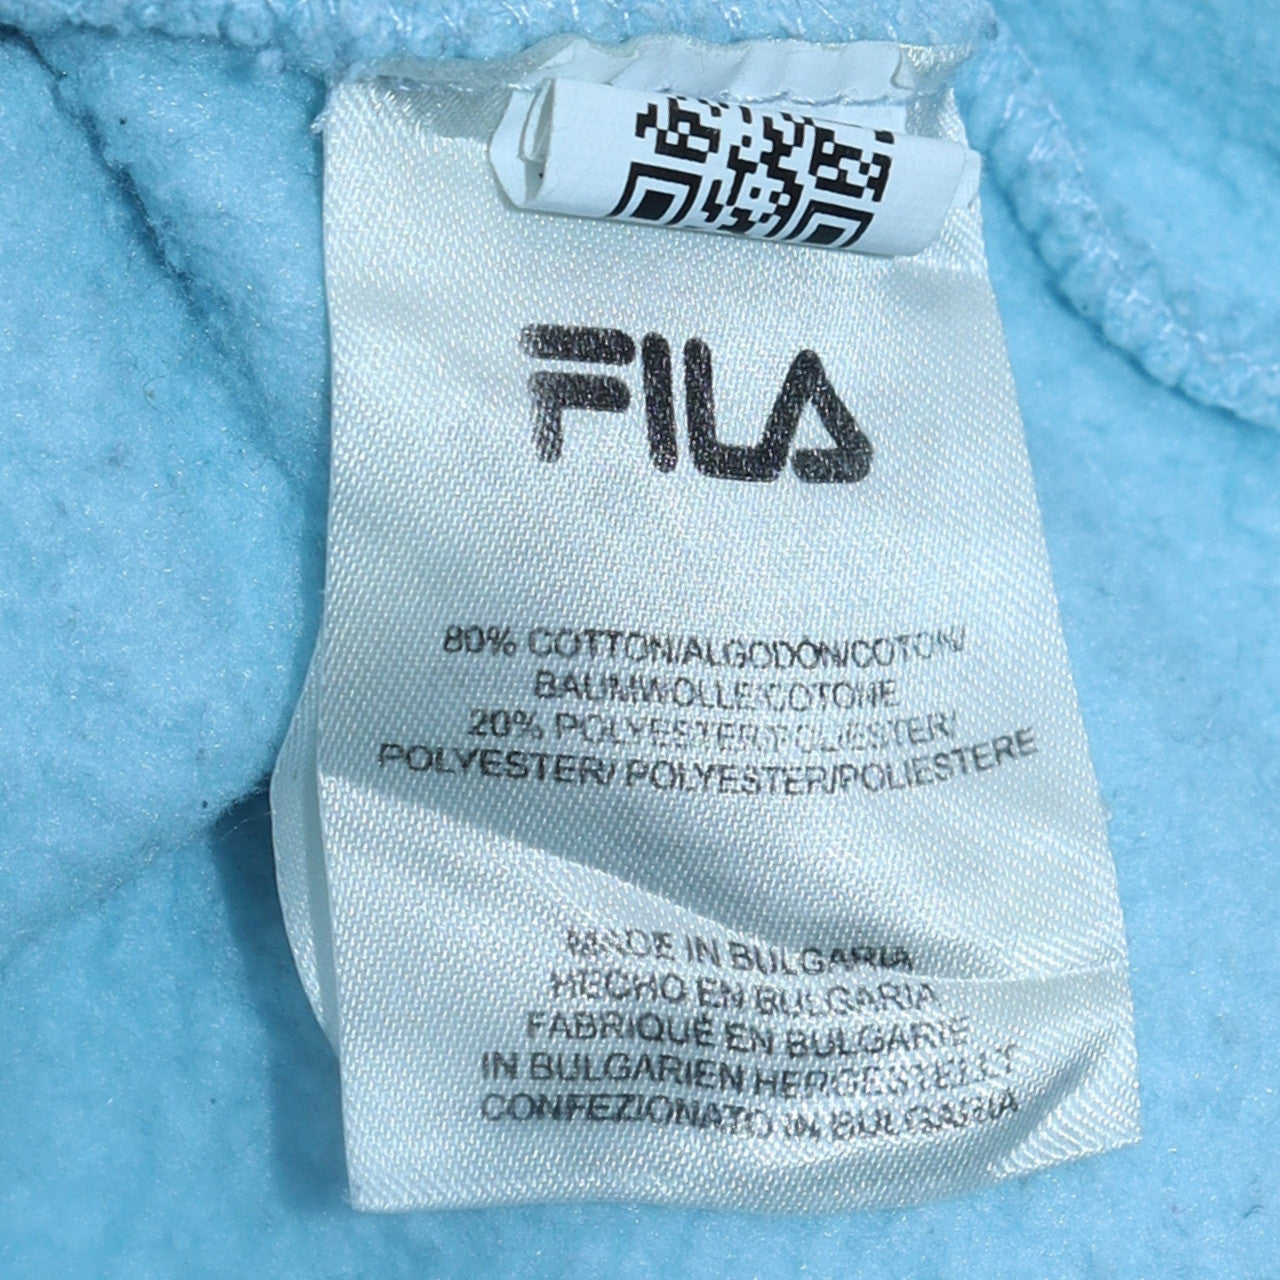 FILA
80% COTTON/ALGODÓN/COTON/
BAUMWOLLE/COTONE
20% POLYESTER/POLIESTER/
POLYESTER/ POLYESTER/POLIESTERE
MADE IN BULGARIA
HECHO EN BULGARIA
FABRIQUÉ EN BULGARIE
IN BULGARIEN HERGESTELLT
CONFEZIONATO IN BULGARIA